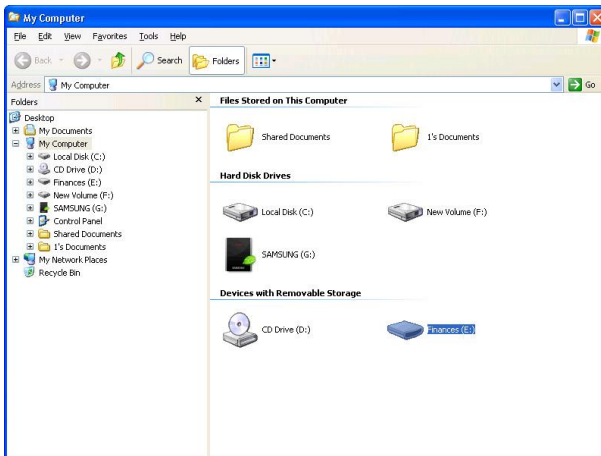 My Computer
File Edit View Favorites Tools Help
Back Search Folders
Address My Computer Go
Folders
Desktop
My Documents
My Computer
Local Disk (C:)
CD Drive (D:)
Finances (E:)
New Volume (F:)
SAMSUNG (G:)
Control Panel
Shared Documents
1's Documents
My Network Places
Recycle Bin
Files Stored on This Computer
Shared Documents 1's Documents
Hard Disk Drives
Local Disk (C:) New Volume (F:)
SAMSUNG (G:)
Devices with Removable Storage
CD Drive (D:) Finances (E:)